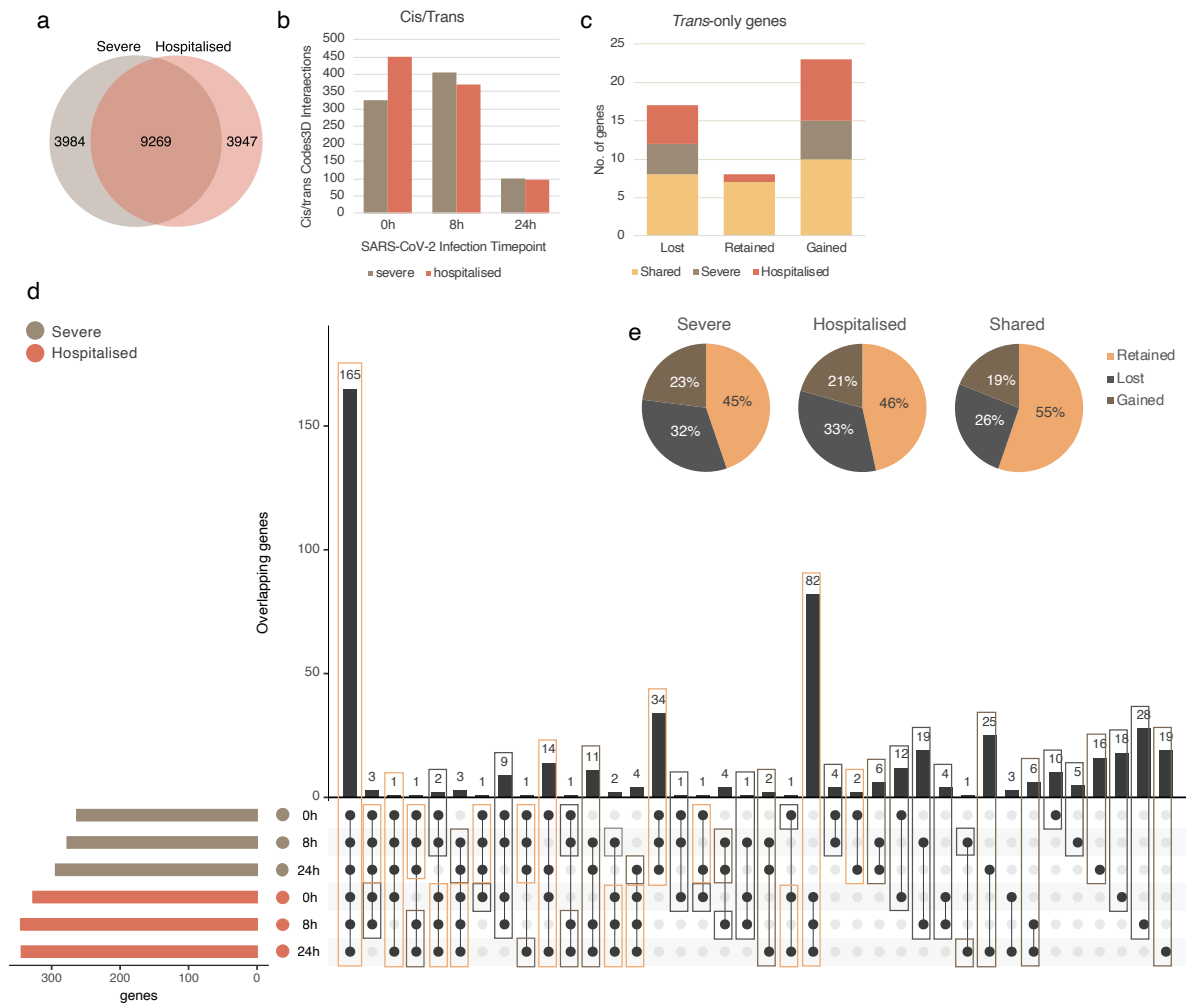 a
Severe Hospitalised
3984 9269 3947
b
Cis/Trans
Cis/trans Codes3D Interaections
500
450
400
350
300
250
200
150
100
50
0
0h 8h 24h
SARS-CoV-2 Infection Timepoint
severe hospitalised
c
Trans-only genes
No. of genes
25
20
15
10
5
0
Lost Retained Gained
Shared Severe Hospitalised
d
Severe
Hospitalised
e
Severe Hospitalised Shared
23% 45% 32%
21% 46% 33%
19% 55% 26%
Retained
Lost
Gained
Overlapping genes
150
100
50
0
165 3 1 1 2 3 1 9 1 14 1 11 2 4 34 1 1 4 1 2 1 82 4 2 6 12 19 4 1 25 3 6 10 5 16 18 28 19
0h
8h
24h
0h
8h
24h
300 200 100 0
genes